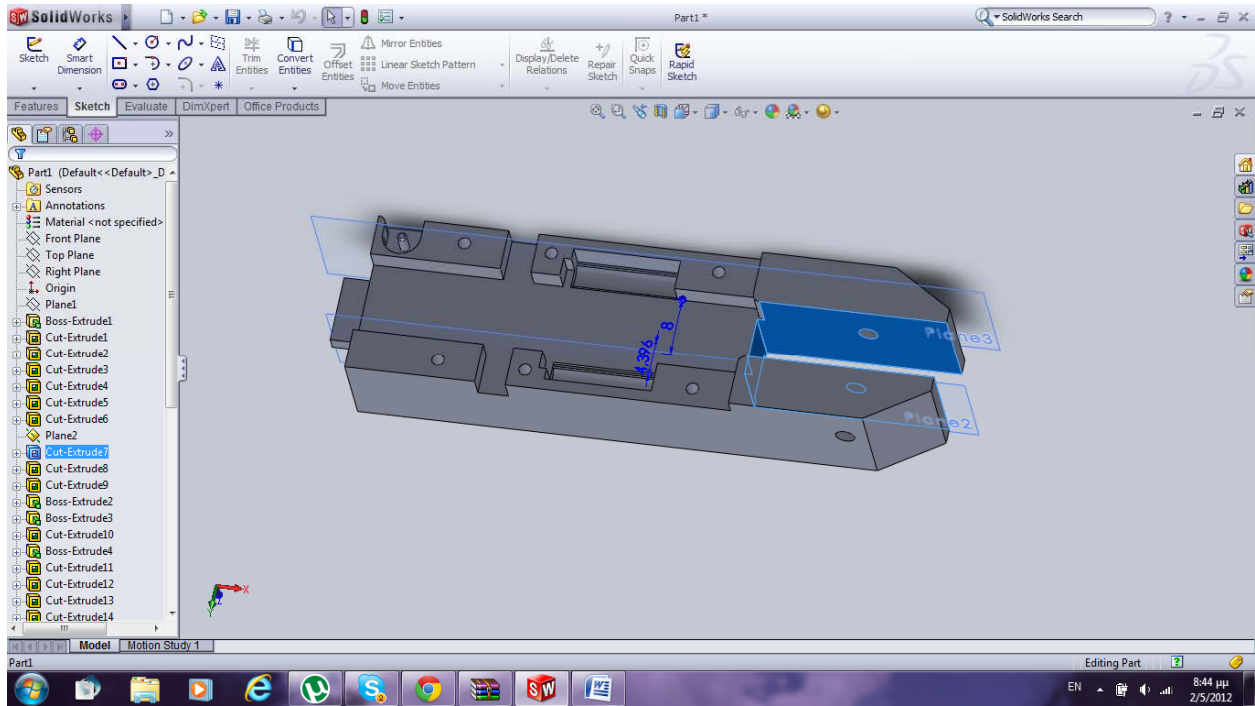 SolidWorks
Part1 *
SolidWorks Search
Sketch
Smart Dimension
Trim Entities
Convert Entities
Offset Entities
Mirror Entities
Linear Sketch Pattern
Move Entities
Display/Delete Relations
Repair Sketch
Quick Snaps
Rapid Sketch
Features Sketch Evaluate DimXpert Office Products
Part1 (Default<<Default>_D
Sensors
Annotations
Material <not specified>
Front Plane
Top Plane
Right Plane
Origin
Plane1
Boss-Extrude1
Cut-Extrude1
Cut-Extrude2
Cut-Extrude3
Cut-Extrude4
Cut-Extrude5
Cut-Extrude6
Plane2
Cut-Extrude7
Cut-Extrude8
Cut-Extrude9
Boss-Extrude2
Boss-Extrude3
Cut-Extrude10
Boss-Extrude4
Cut-Extrude11
Cut-Extrude12
Cut-Extrude13
Cut-Extrude14
8
Plane3
Plane2
X
Y
Z
Model Motion Study 1
Part1
Editing Part
EN
8:44 μμ
2/5/2012